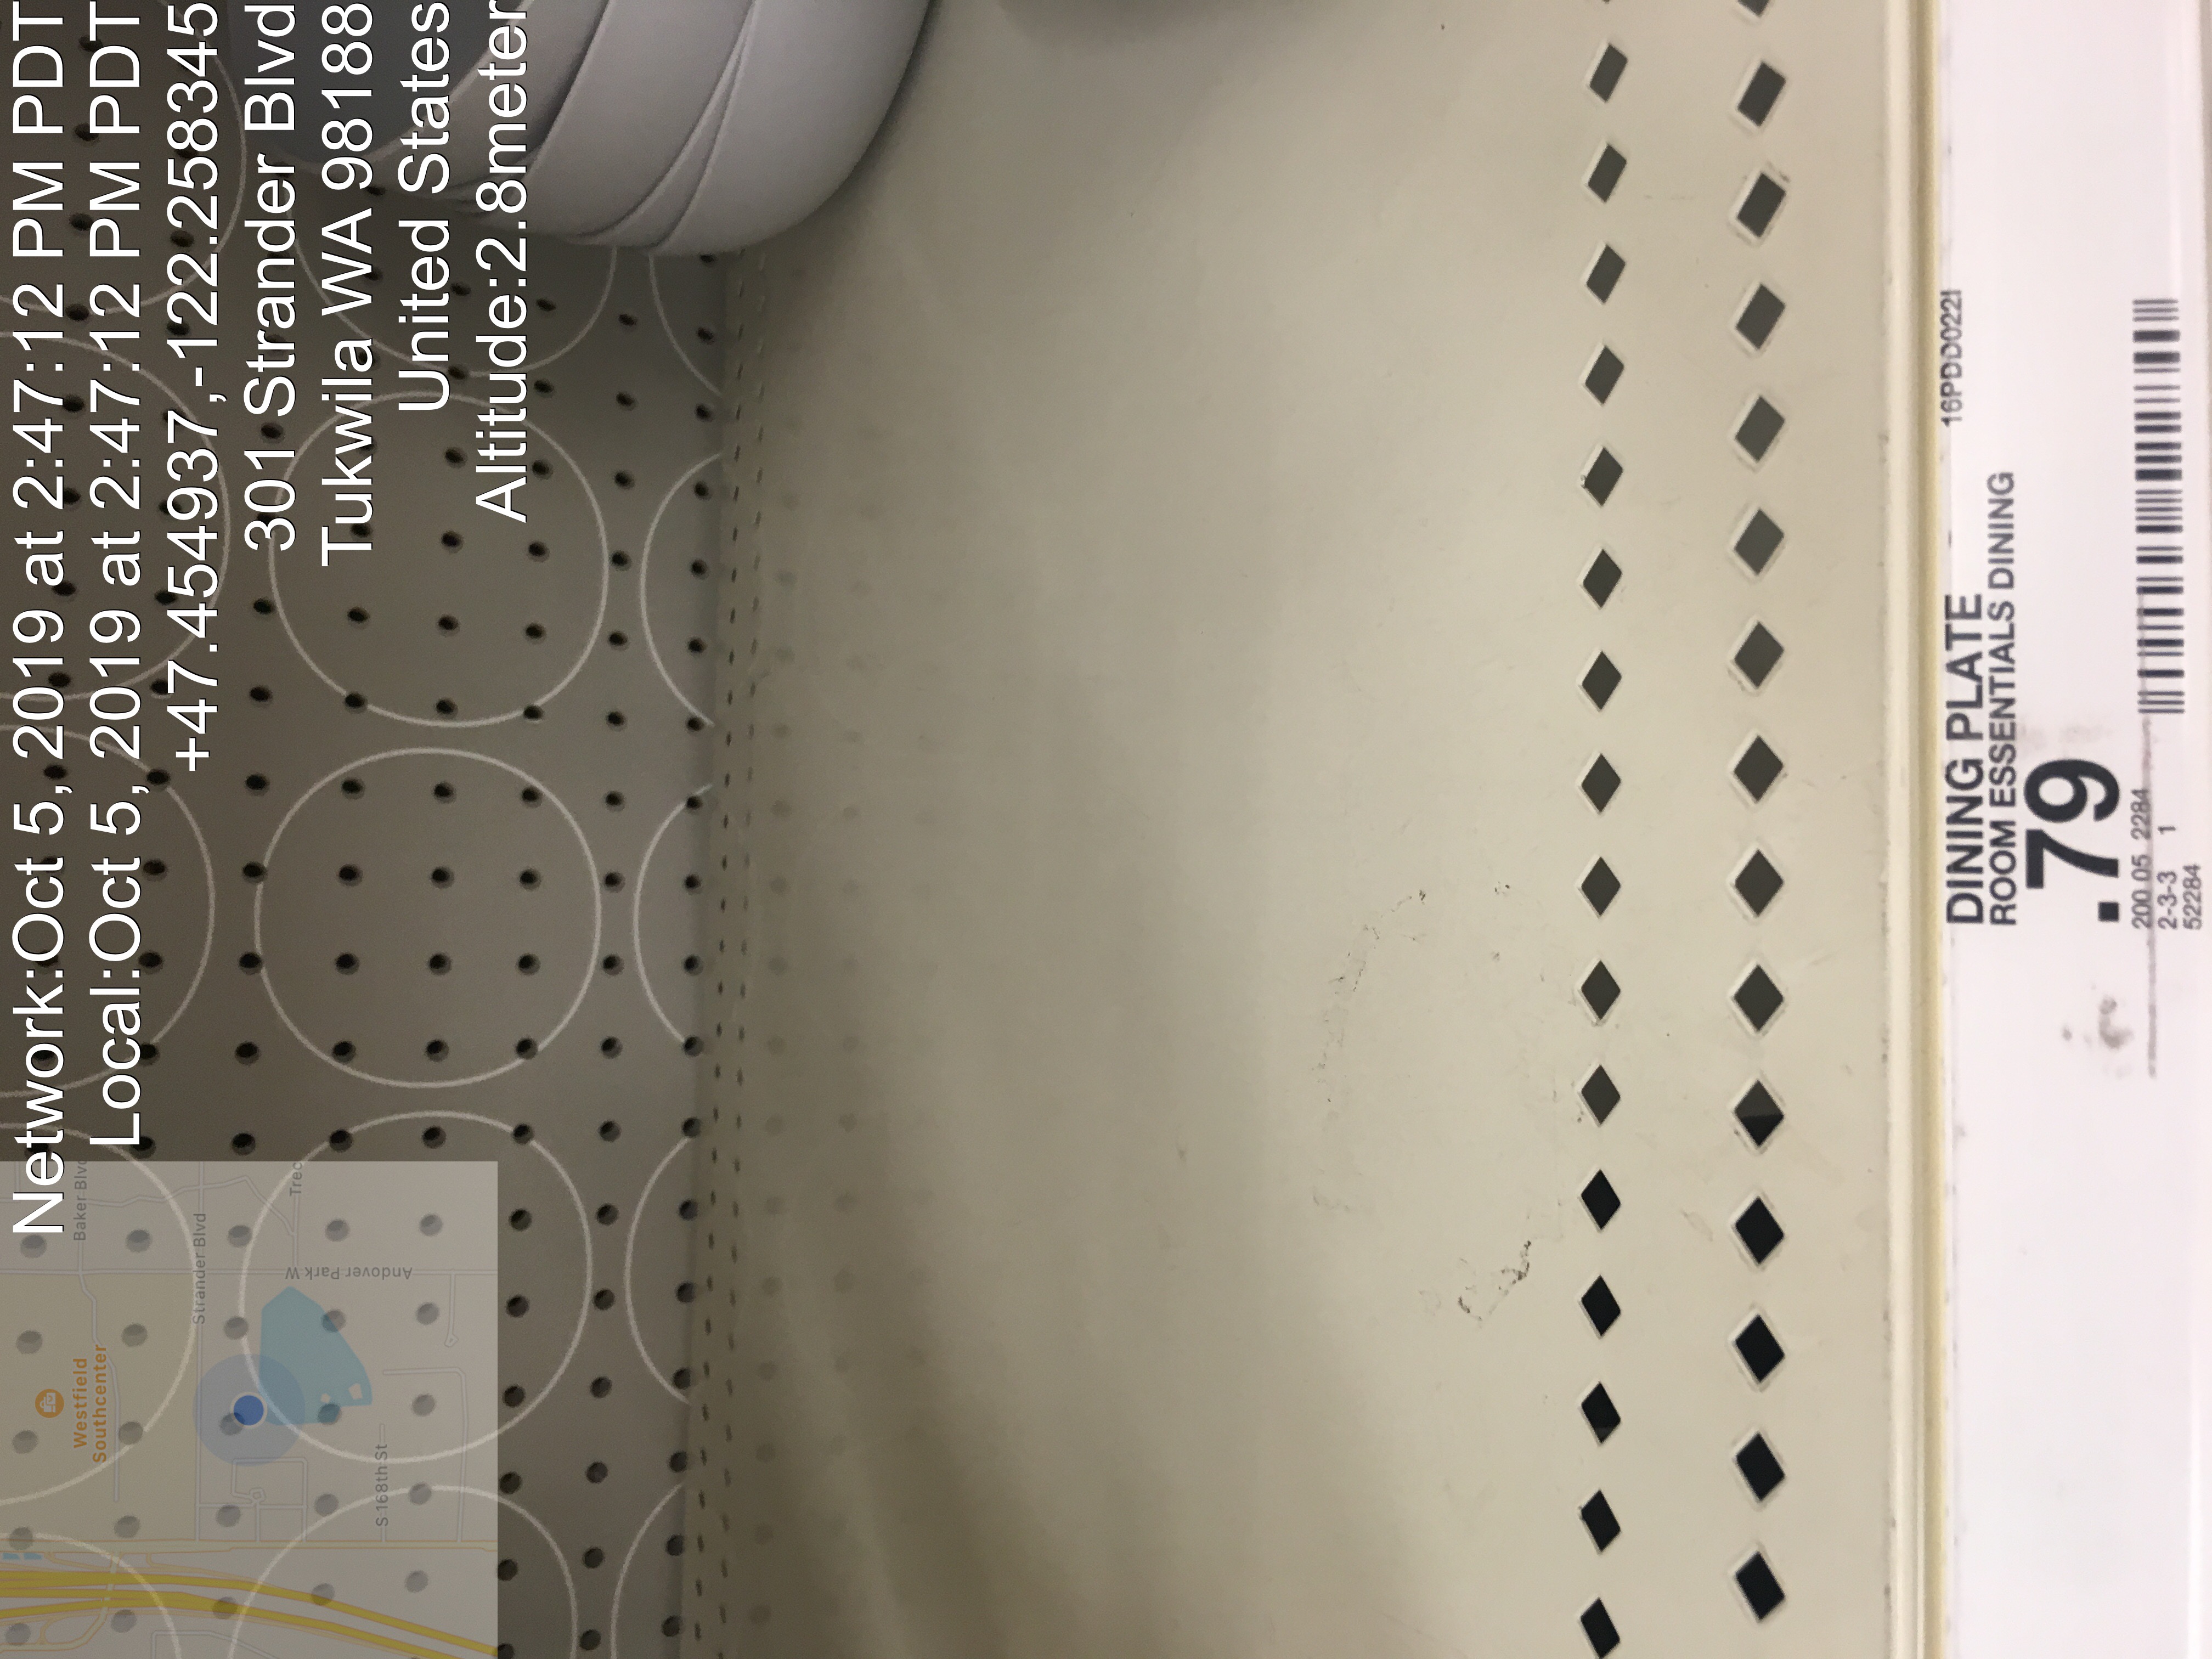 Network:Oct 5, 2019 at 2:47:12 PM PDT
Local:Oct 5, 2019 at 2:47:12 PM PDT
+47.454937,-122.258345
301 Strander Blvd
Tukwila WA 98188
United States
Altitude:2.8meter
Westfield
Southcenter
Baker Blvd
Strander Blvd
Andover Park W
S 168th St
DINING PLATE
16PDD022I
ROOM ESSENTIALS DINING
.79
200 05 2284
2-3-3 1
52284